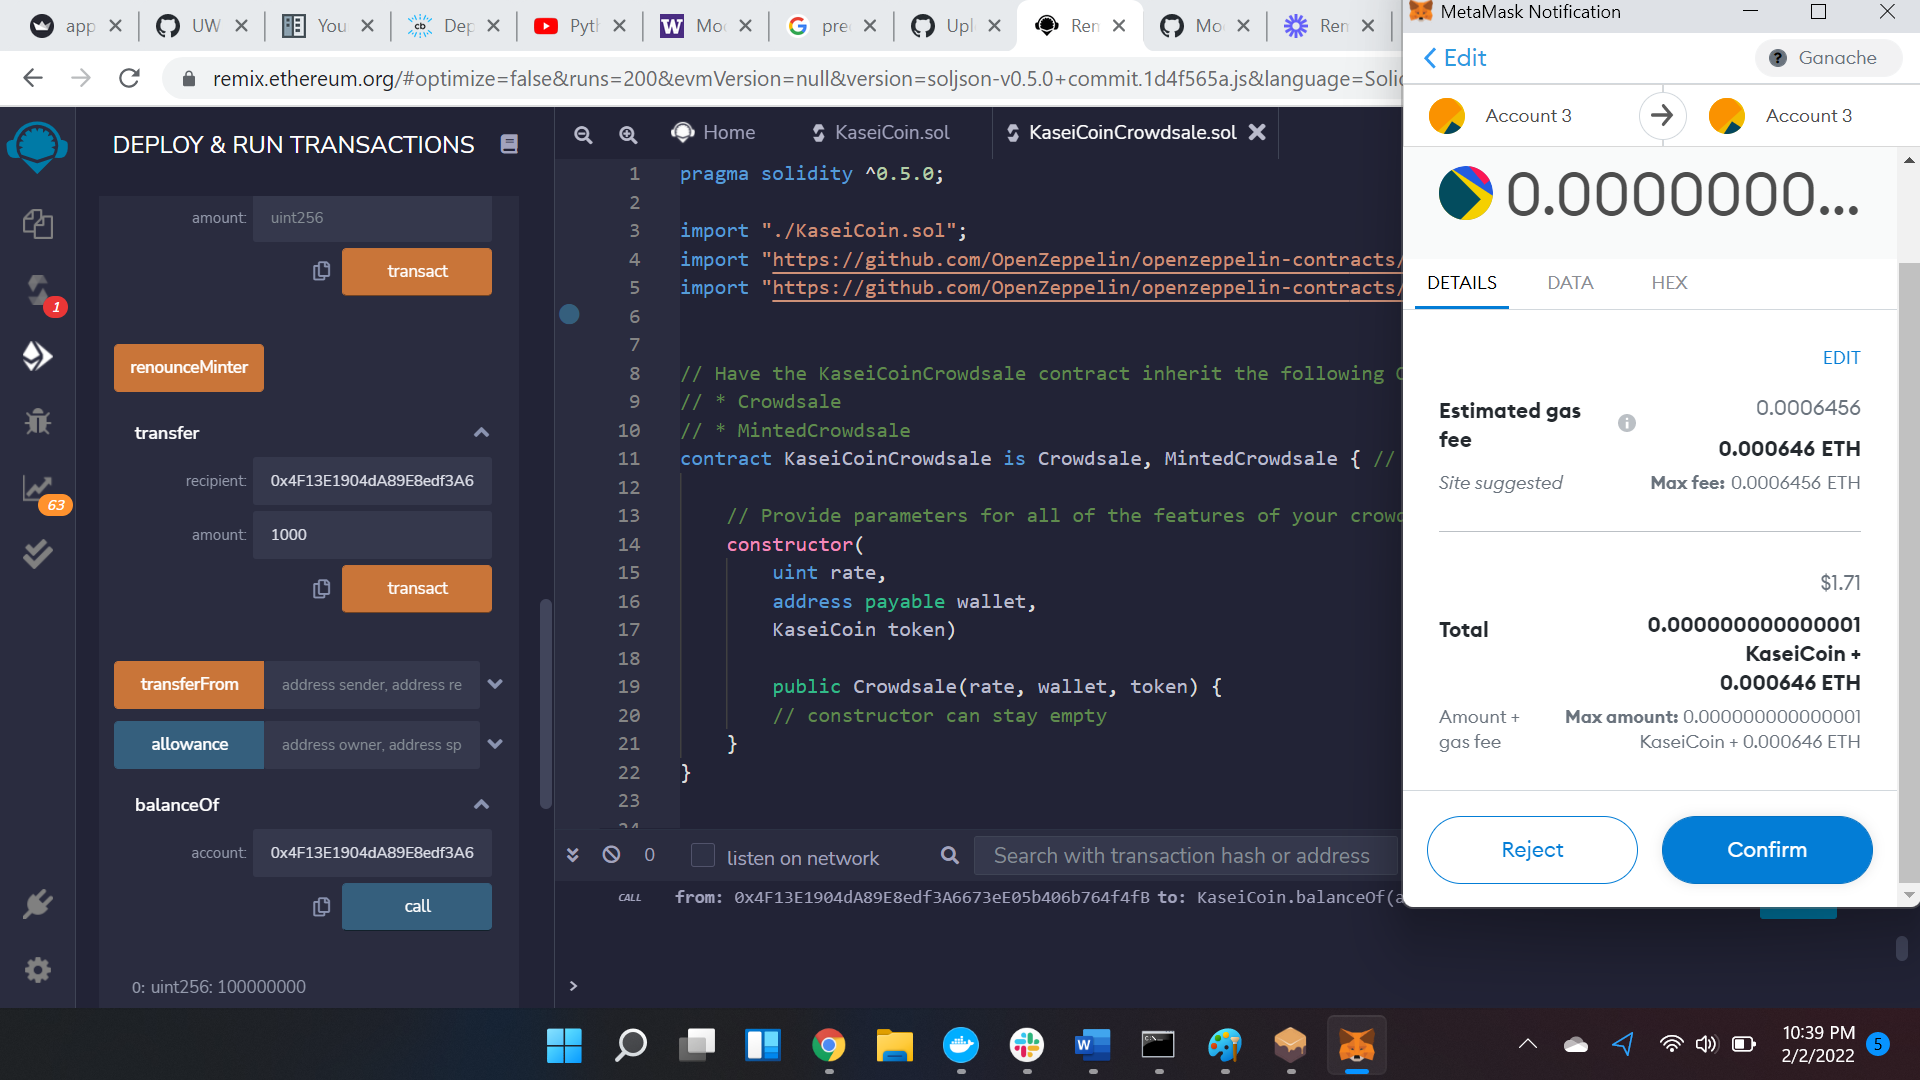 app
UW
You
Dep
Pyth
Moc
pre
Upl
Ren
Mo
Ren
MetaMask Notification
remix.ethereum.org/#optimize=false&runs=200&evmVersion=null&version=soljson-v0.5.0+commit.1d4f565a.js&language=Solid
Edit
Ganache
Account 3
Account 3
0.0000000...
DETAILS
DATA
HEX
EDIT
Estimated gas fee
0.0006456
0.000646 ETH
Site suggested
Max fee: 0.0006456 ETH
$1.71
Total
0.000000000000001
KaseiCoin +
0.000646 ETH
Amount + gas fee
Max amount: 0.000000000000001
KaseiCoin + 0.000646 ETH
Reject
Confirm
DEPLOY & RUN TRANSACTIONS
1
63
amount:
uint256
transact
renounceMinter
transfer
recipient:
0x4F13E1904dA89E8edf3A6
amount:
1000
transact
transferFrom
address sender, address re
allowance
address owner, address sp
balanceOf
account:
0x4F13E1904dA89E8edf3A6
call
0: uint256: 100000000
Home
KaseiCoin.sol
KaseiCoinCrowdsale.sol
1 pragma solidity ^0.5.0;
2
3 import "./KaseiCoin.sol";
4 import "https://github.com/OpenZeppelin/openzeppelin-contracts/
5 import "https://github.com/OpenZeppelin/openzeppelin-contracts/
6
7
8 // Have the KaseiCoinCrowdsale contract inherit the following
9 // * Crowdsale
10 // * MintedCrowdsale
11 contract KaseiCoinCrowdsale is Crowdsale, MintedCrowdsale { //
12
13 // Provide parameters for all of the features of your crowd
14 constructor(
15 uint rate,
16 address payable wallet,
17 KaseiCoin token)
18
19 public Crowdsale(rate, wallet, token) {
20 // constructor can stay empty
21 }
22 }
23
24
0
listen on network
Search with transaction hash or address
CALL
from: 0x4F13E1904dA89E8edf3A6673eE05b406b764f4fB to: KaseiCoin.balanceOf(a
>
10:39 PM
2/2/2022
5